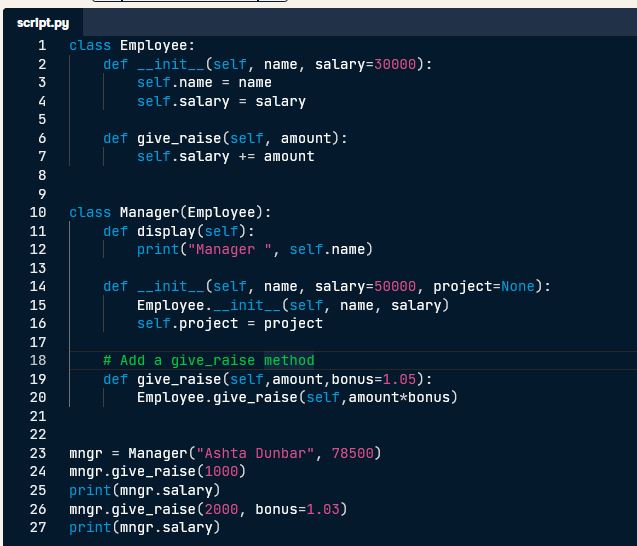 script.py
1 class Employee:
2     def __init__(self, name, salary=30000):
3         self.name = name
4         self.salary = salary
5
6     def give_raise(self, amount):
7         self.salary += amount
8
9
10 class Manager(Employee):
11     def display(self):
12         print("Manager ", self.name)
13
14     def __init__(self, name, salary=50000, project=None):
15         Employee.__init__(self, name, salary)
16         self.project = project
17
18     # Add a give_raise method
19     def give_raise(self,amount,bonus=1.05):
20         Employee.give_raise(self,amount*bonus)
21
22
23 mngr = Manager("Ashta Dunbar", 78500)
24 mngr.give_raise(1000)
25 print(mngr.salary)
26 mngr.give_raise(2000, bonus=1.03)
27 print(mngr.salary)